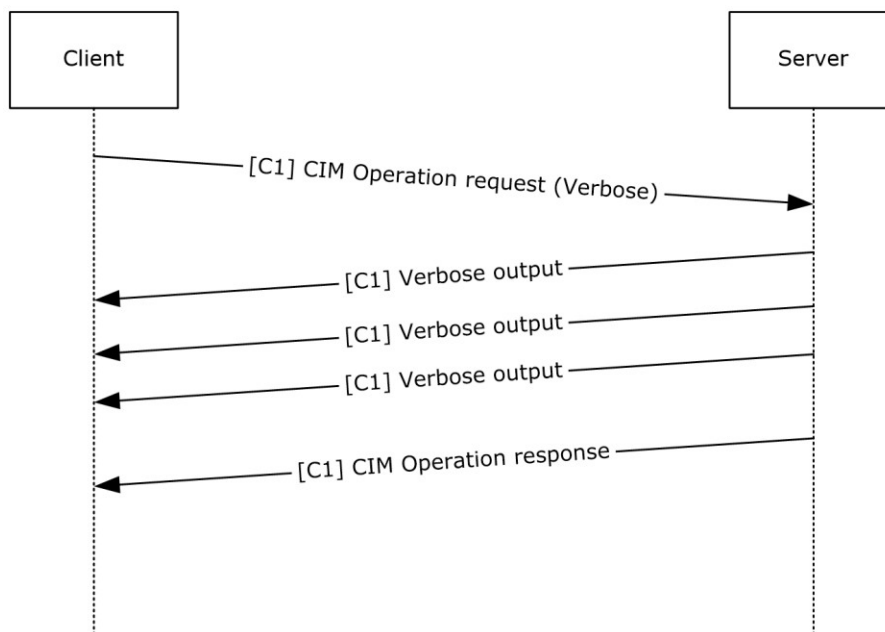 Client
Server
[C1] CIM Operation request (Verbose)
[C1] Verbose output
[C1] Verbose output
[C1] Verbose output
[C1] CIM Operation response